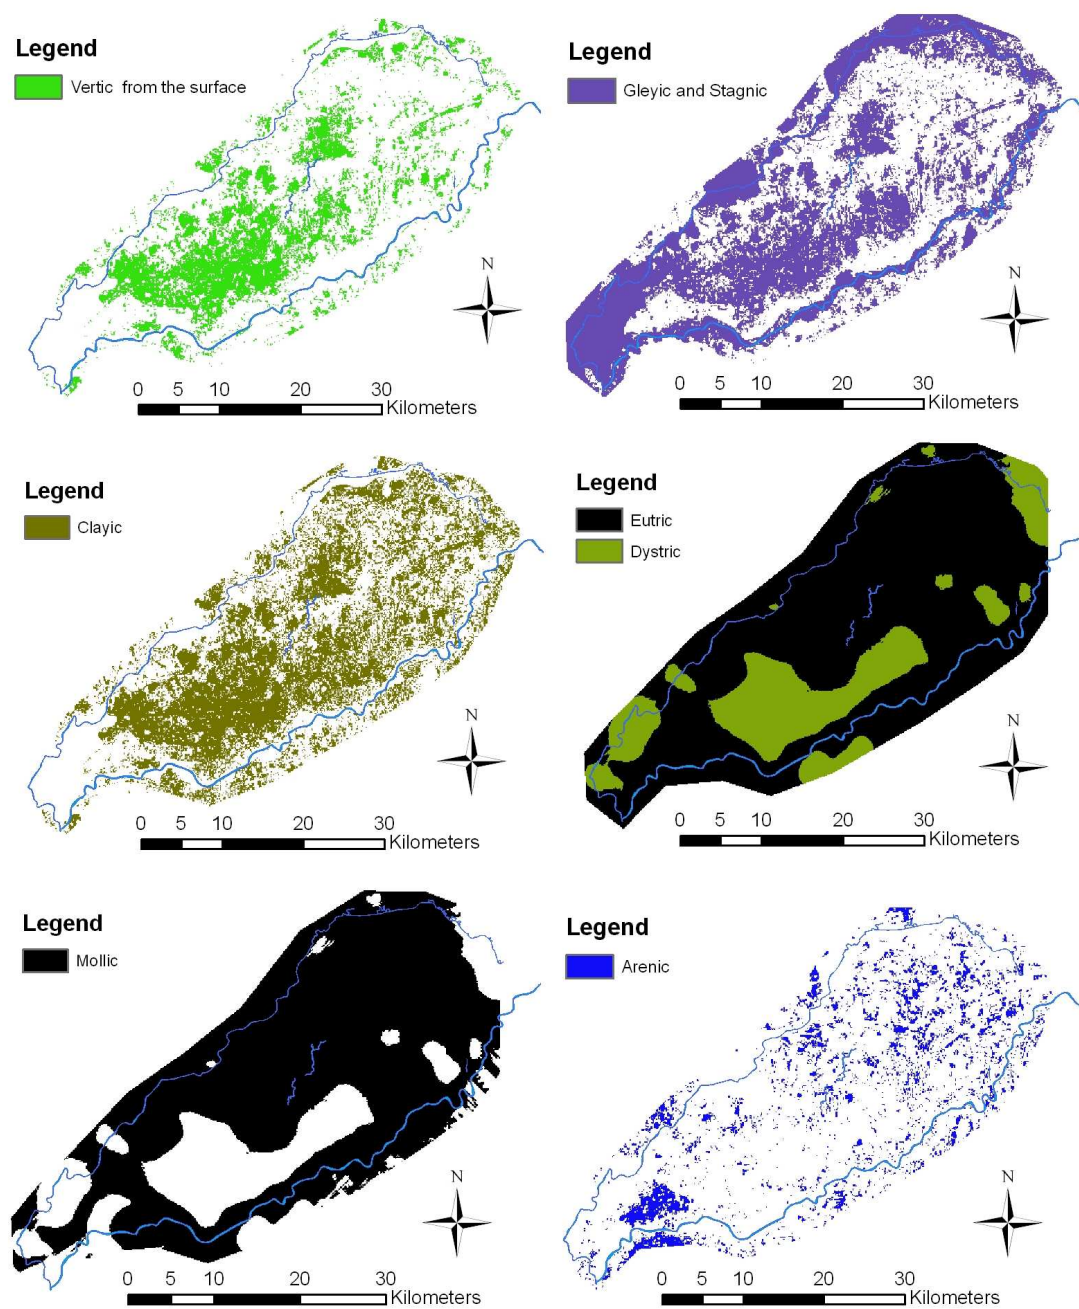 Legend
Vertic from the surface
N
0 5 10 20 30
Kilometers
Legend
Gleyic and Stagnic
N
0 5 10 20 30
Kilometers
Legend
Clayic
N
0 5 10 20 30
Kilometers
Legend
Eutric
Dystric
N
0 5 10 20 30
Kilometers
Legend
Mollic
N
0 5 10 20 30
Kilometers
Legend
Arenic
N
0 5 10 20 30
Kilometers